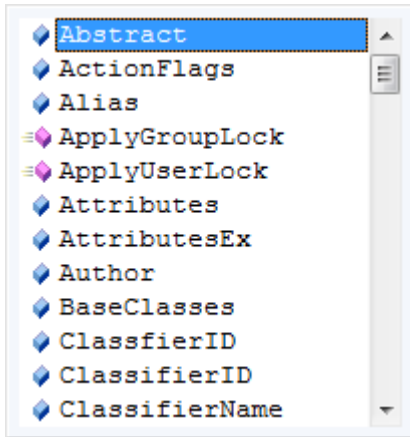 Abstract
ActionFlags
Alias
ApplyGroupLock
ApplyUserLock
Attributes
AttributesEx
Author
BaseClasses
ClassfierID
ClassifierID
ClassifierName